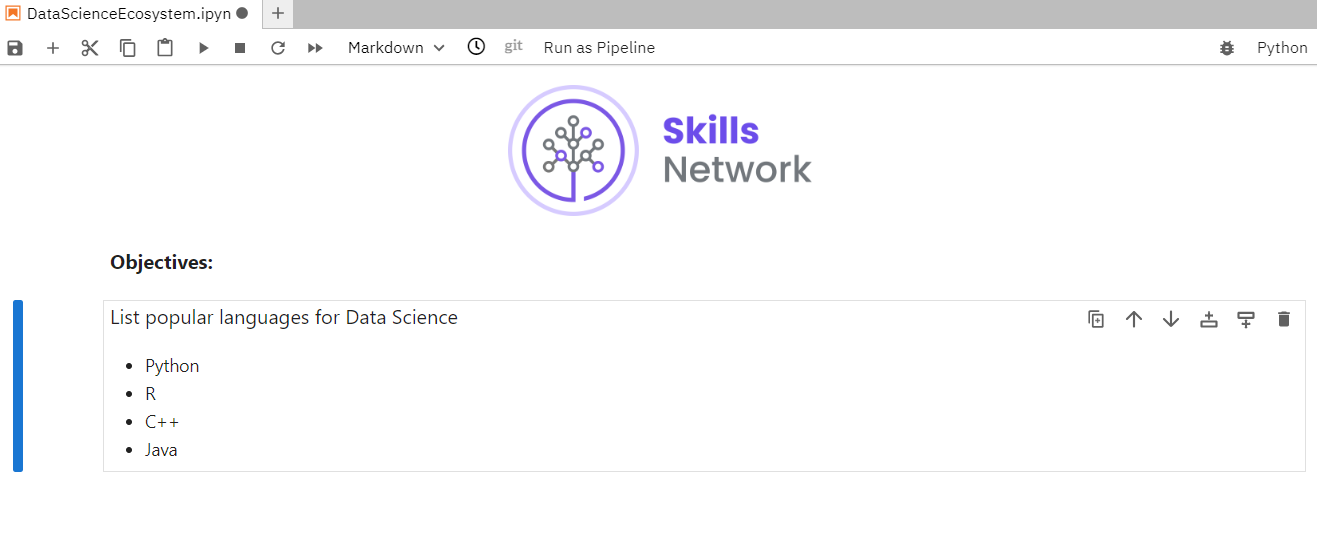 DataScienceEcosystem.ipyn
Markdown git Run as Pipeline Python
Skills
Network
Objectives:
List popular languages for Data Science
Python
R
C++
Java